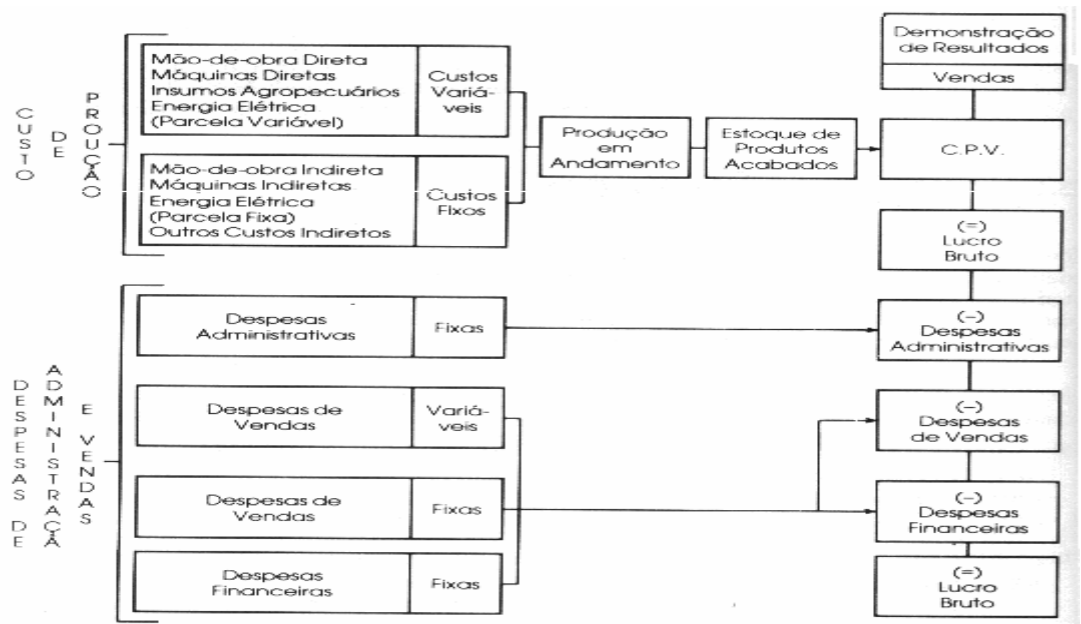 CUSTO
DE
PROUÇÃO
Mão-de-obra Direta
Máquinas Diretas
Insumos Agropecuários
Energia Elétrica
(Parcela Variável)
Custos
Variá-
veis
Mão-de-obra Indireta
Máquinas Indiretas
Energia Elétrica
(Parcela Fixa)
Outros Custos Indiretos
Custos
Fixos
Produção
em
Andamento
Estoque de
Produtos
Acabados
Demonstração
de Resultados
Vendas
C.P.V.
(=)
Lucro
Bruto
DESPESAS DE
ADMINISTRAÇÃ
E VENDAS
Despesas
Administrativas
Fixas
(-)
Despesas
Administrativas
Despesas de
Vendas
Variá-
veis
(-)
Despesas
de Vendas
Despesas de
Vendas
Fixas
(-)
Despesas
Financeiras
Despesas
Financeiras
Fixas
(=)
Lucro
Bruto